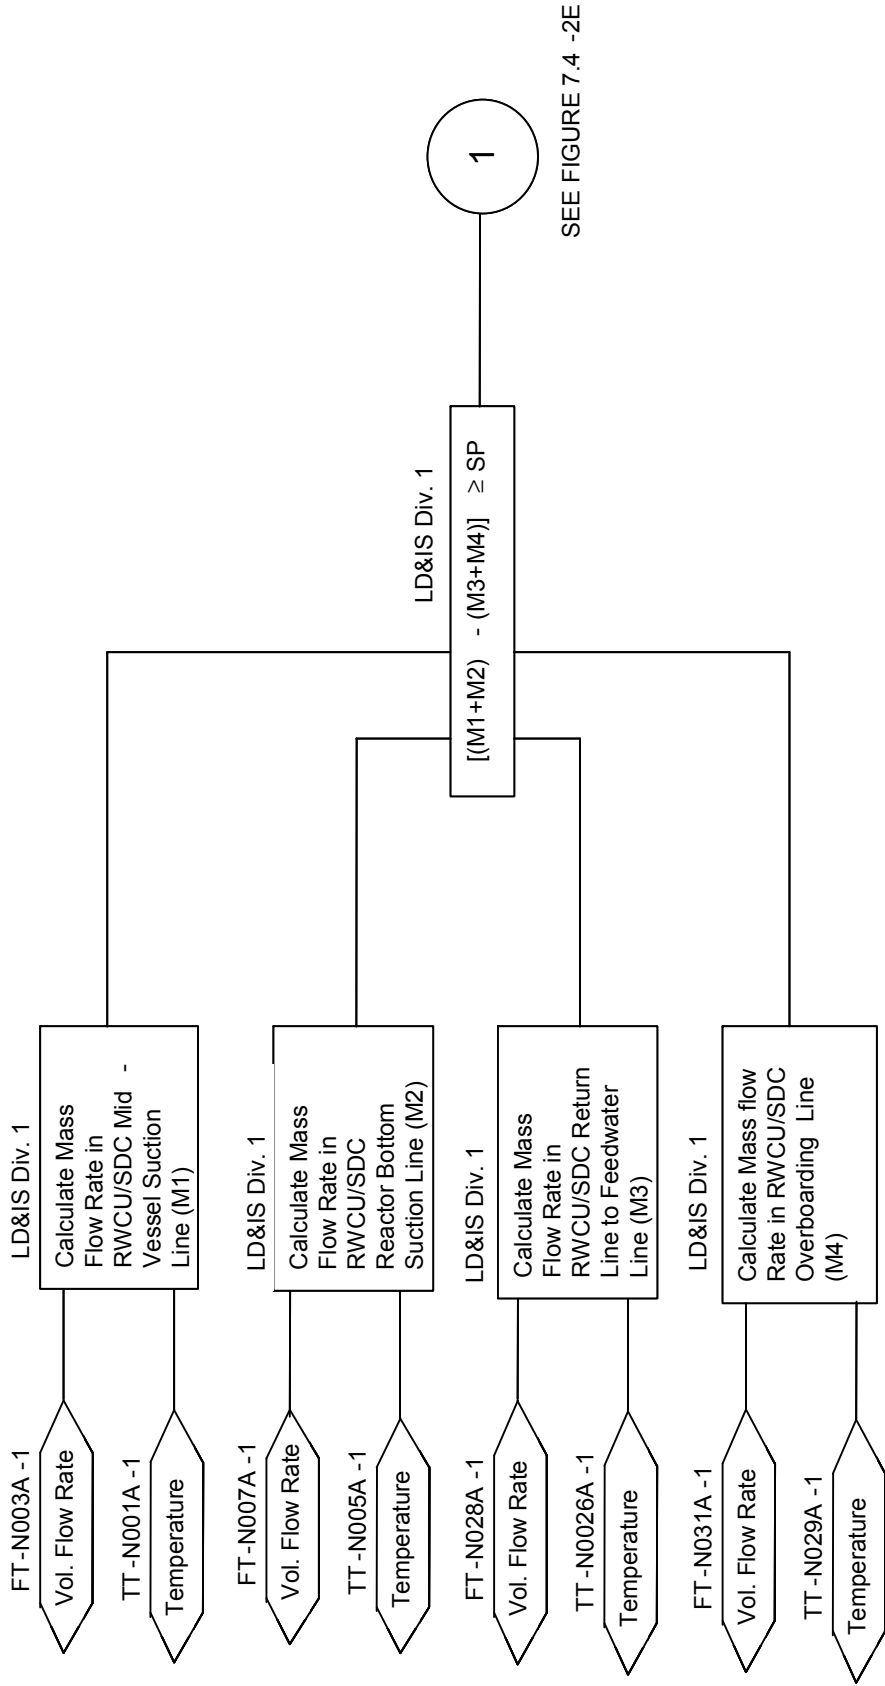 FT-N003A -1
Vol. Flow Rate
TT-N001A -1
Temperature
LD&IS Div. 1
Calculate Mass
Flow Rate in
RWCU/SDC Mid -
Vessel Suction
Line (M1)
FT-N007A -1
Vol. Flow Rate
TT-N005A -1
Temperature
LD&IS Div. 1
Calculate Mass
Flow Rate in
RWCU/SDC
Reactor Bottom
Suction Line (M2)
FT-N028A -1
Vol. Flow Rate
TT-N0026A -1
Temperature
LD&IS Div. 1
Calculate Mass
Flow Rate in
RWCU/SDC Return
Line to Feedwater
Line (M3)
FT-N031A -1
Vol. Flow Rate
TT-N029A -1
Temperature
LD&IS Div. 1
Calculate Mass flow
Rate in RWCU/SDC
Overboarding Line
(M4)
LD&IS Div. 1
[(M1+M2) - (M3+M4)] ≥ SP
1
SEE FIGURE 7.4 -2E